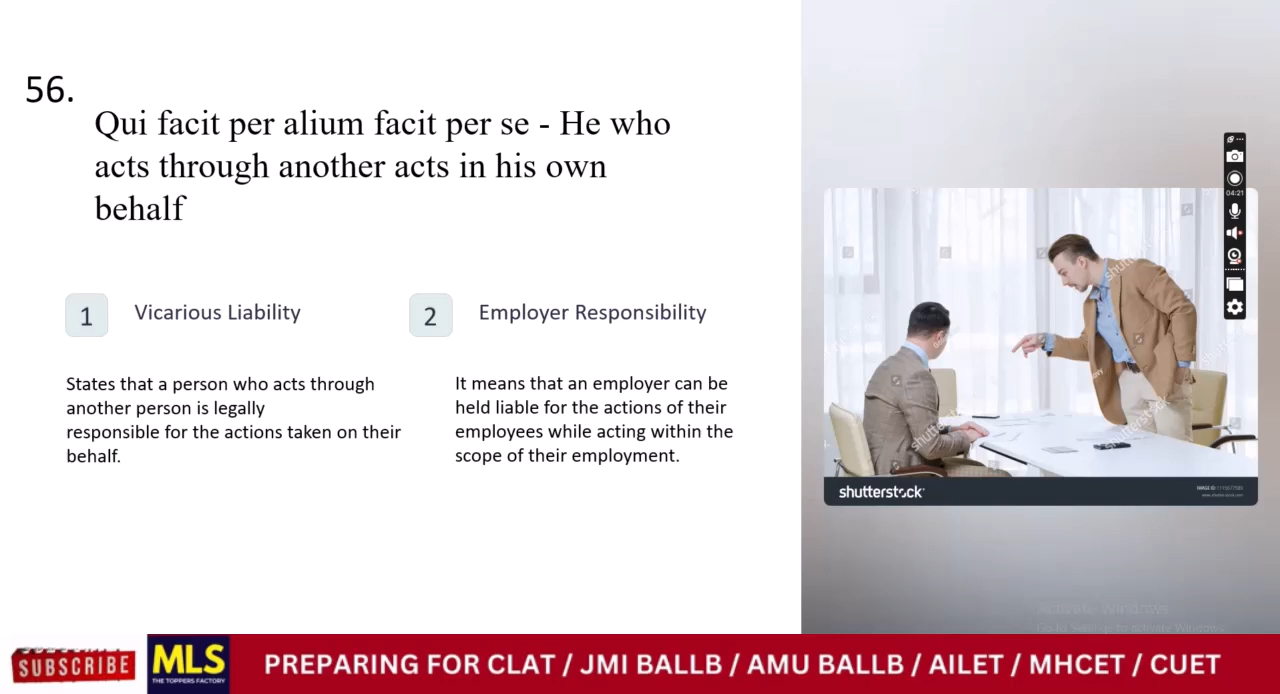 56.
Qui facit per alium facit per se - He who
acts through another acts in his own
behalf
1 Vicarious Liability
States that a person who acts through
another person is legally
responsible for the actions taken on their
behalf.
2 Employer Responsibility
It means that an employer can be
held liable for the actions of their
employees while acting within the
scope of their employment.
04:21
shutterstock
Activate Windows
SUBSCRIBE
MLS
THE TOPPERS FACTORY
PREPARING FOR CLAT / JMI BALLB / AMU BALLB / AILET / MHCET / CUET